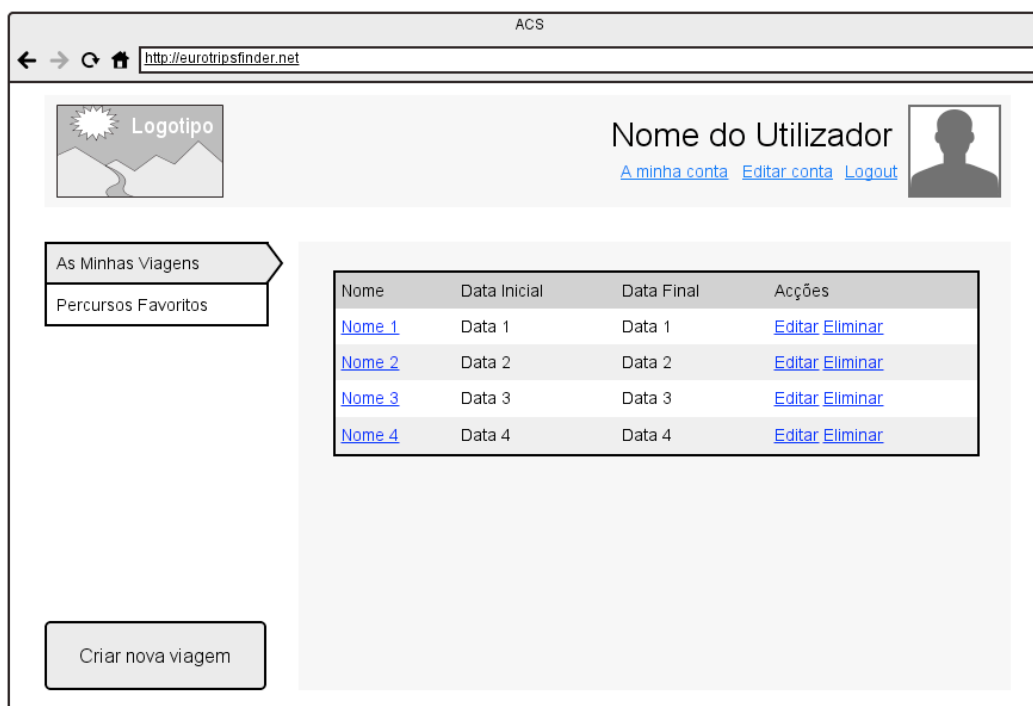 ACS
http://eurotripsfinder.net
Logotipo
Nome do Utilizador
A minha conta Editar conta Logout
As Minhas Viagens
Percursos Favoritos
Nome Data Inicial Data Final Acções
Nome 1 Data 1 Data 1 Editar Eliminar
Nome 2 Data 2 Data 2 Editar Eliminar
Nome 3 Data 3 Data 3 Editar Eliminar
Nome 4 Data 4 Data 4 Editar Eliminar
Criar nova viagem